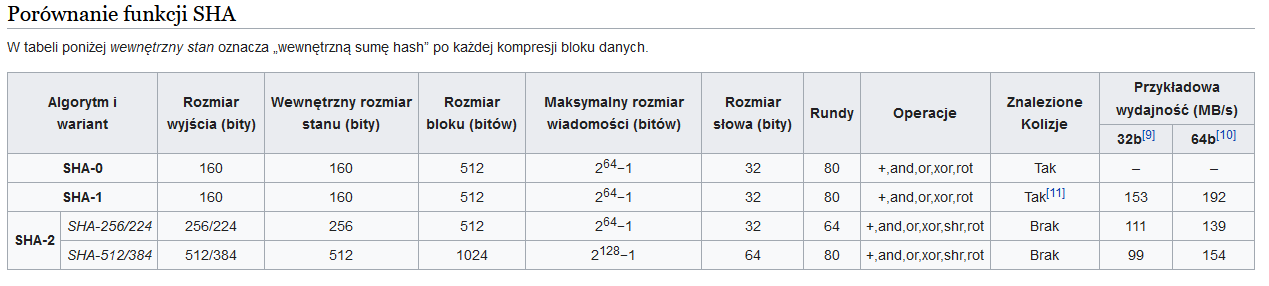 Porównanie funkcji SHA
W tabeli poniżej wewnętrzny stan oznacza „wewnętrzną sumę hash” po każdej kompresji bloku danych.
Algorytm i wariant Rozmiar wyjścia (bity) Wewnętrzny rozmiar stanu (bity) Rozmiar bloku (bitów) Maksymalny rozmiar wiadomości (bitów) Rozmiar słowa (bity) Rundy Operacje Znalezione Kolizje Przykładowa wydajność (MB/s)
32b[9] 64b[10]
SHA-0 160 160 512 2^64−1 32 80 +,and,or,xor,rot Tak – –
SHA-1 160 160 512 2^64−1 32 80 +,and,or,xor,rot Tak[11] 153 192
SHA-2 SHA-256/224 256/224 256 512 2^64−1 32 64 +,and,or,xor,shr,rot Brak 111 139
SHA-512/384 512/384 512 1024 2^128−1 64 80 +,and,or,xor,shr,rot Brak 99 154